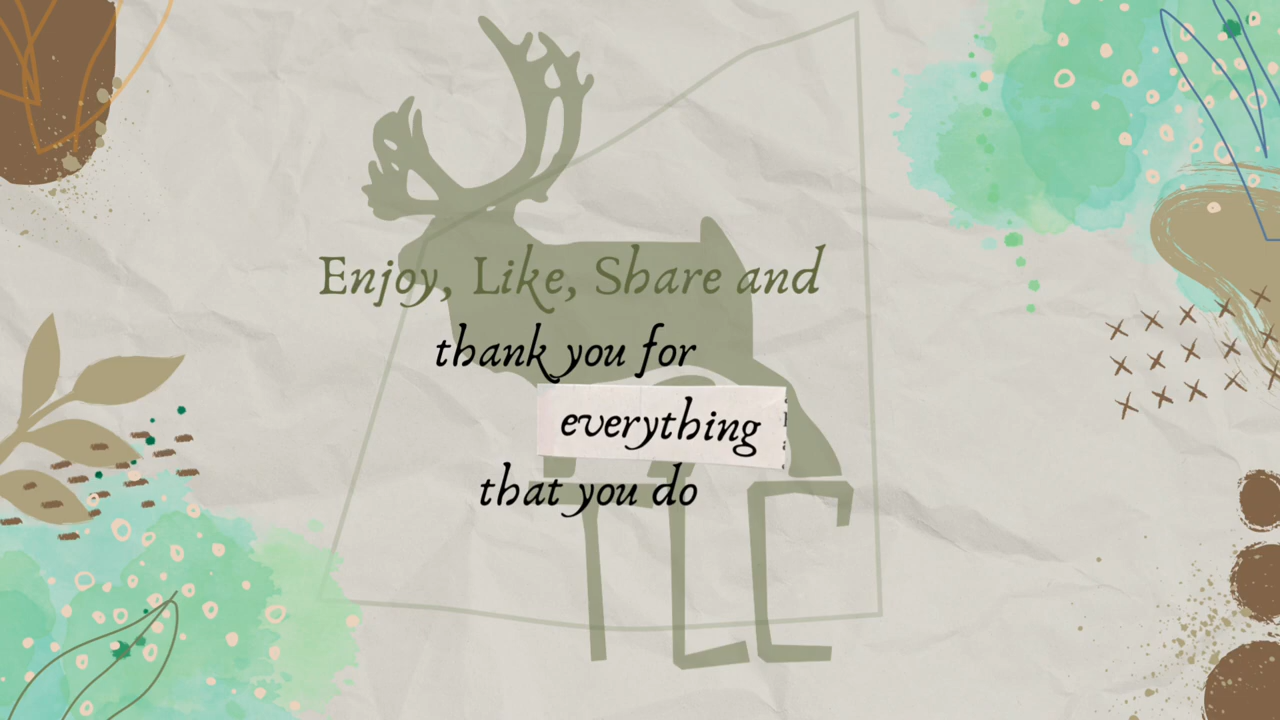 Enjoy, Like, Share and
thank you for
everything
that you do
TLC